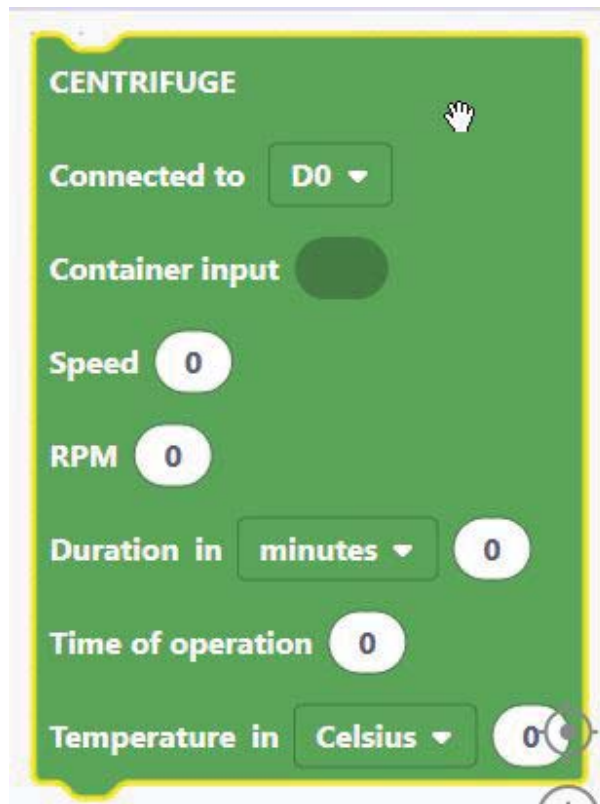 CENTRIFUGE
Connected to D0
Container input
Speed 0
RPM 0
Duration in minutes 0
Time of operation 0
Temperature in Celsius 0